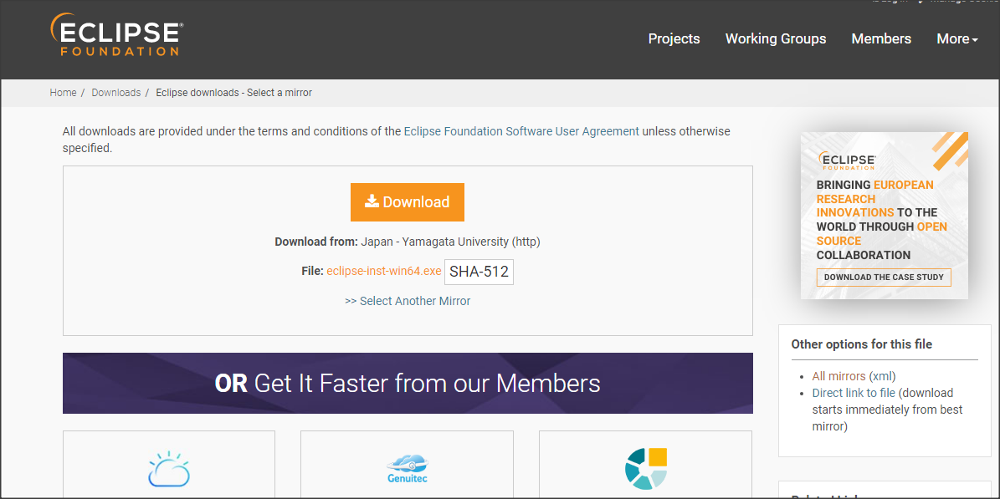 ECLIPSE®
FOUNDATION
Projects
Working Groups
Members
More
Home / Downloads / Eclipse downloads - Select a mirror
All downloads are provided under the terms and conditions of the Eclipse Foundation Software User Agreement unless otherwise
specified.
Download
Download from: Japan - Yamagata University (http)
File: eclipse-inst-win64.exe SHA-512
>> Select Another Mirror
OR Get It Faster from our Members
Genuitec
ECLIPSE
FOUNDATION
BRINGING EUROPEAN
RESEARCH
INNOVATIONS TO THE
WORLD THROUGH OPEN
SOURCE
COLLABORATION
DOWNLOAD THE CASE STUDY
Other options for this file
All mirrors (xml)
Direct link to file (download
starts immediately from best
mirror)